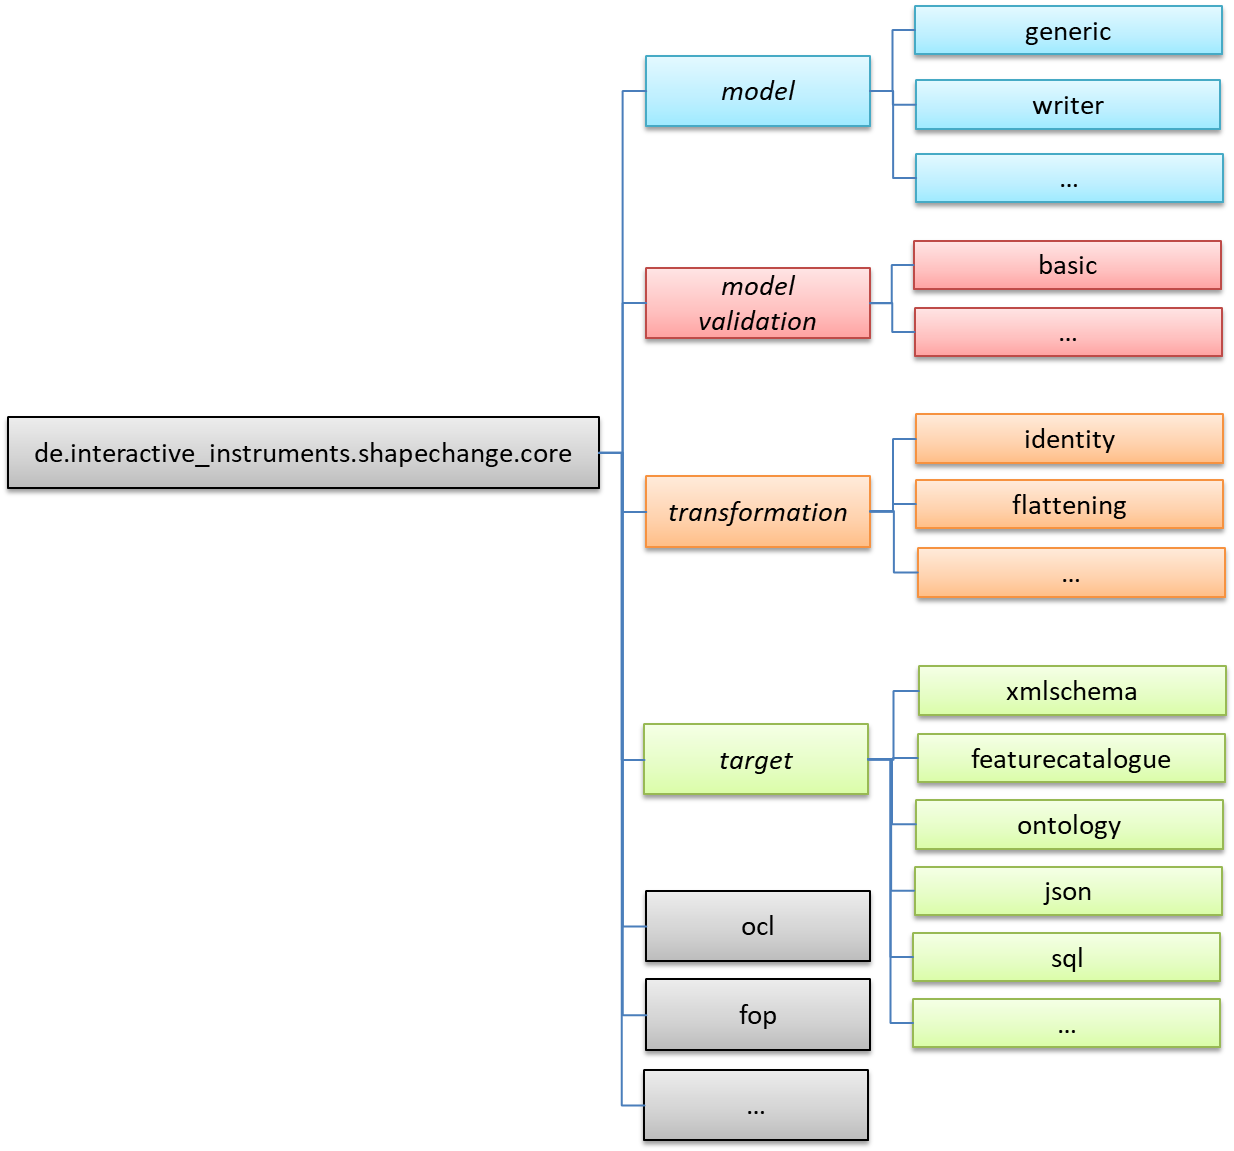 generic
model
writer
...
basic
model
validation
...
de.interactive_instruments.shapechange.core
identity
transformation
flattening
...
xmlschema
target
featurecatalogue
ontology
json
ocl
sql
fop
...
...